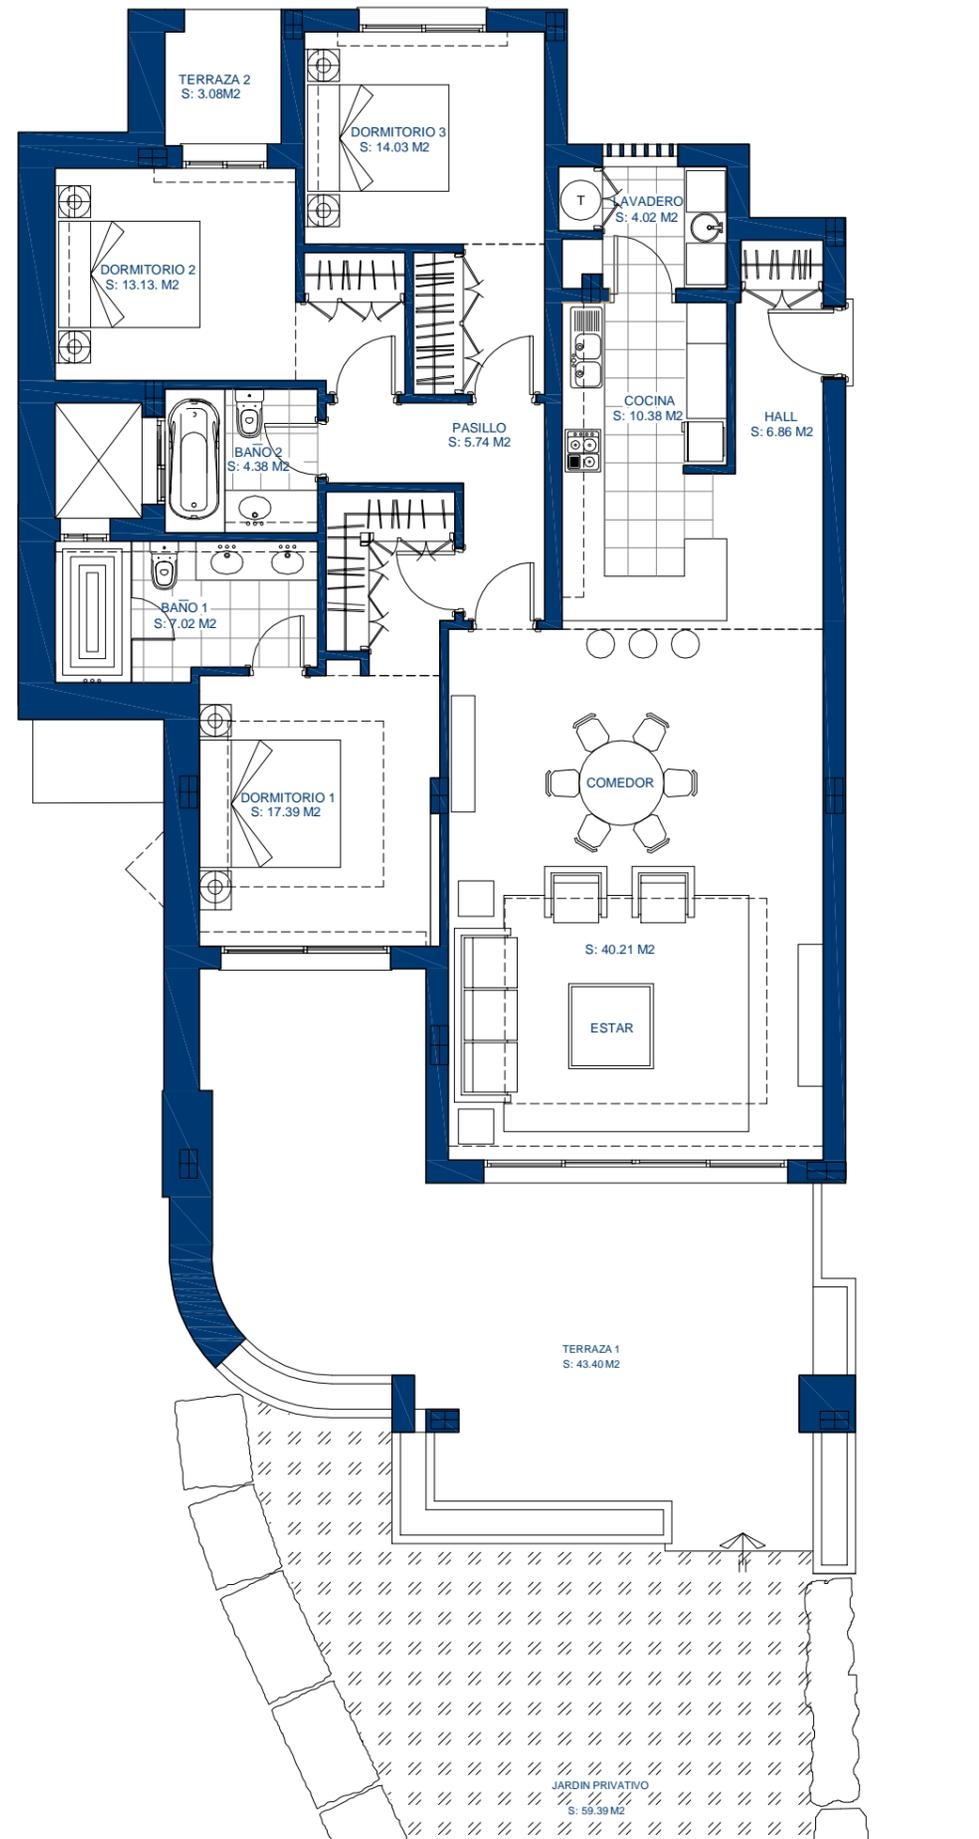 TERRAZA 2
S: 3.08M2
DORMITORIO 3
S: 14.03 M2
LAVADERO
S: 4.02 M2
T
DORMITORIO 2
S: 13.13. M2
COCINA
S: 10.38 M2
HALL
S: 6.86 M2
PASILLO
S: 5.74 M2
BAÑO 2
S: 4.38 M2
BAÑO 1
S: 7.02 M2
COMEDOR
DORMITORIO 1
S: 17.39 M2
S: 40.21 M2
ESTAR
TERRAZA 1
S: 43.40 M2
JARDIN PRIVATIVO
S: 59.39 M2